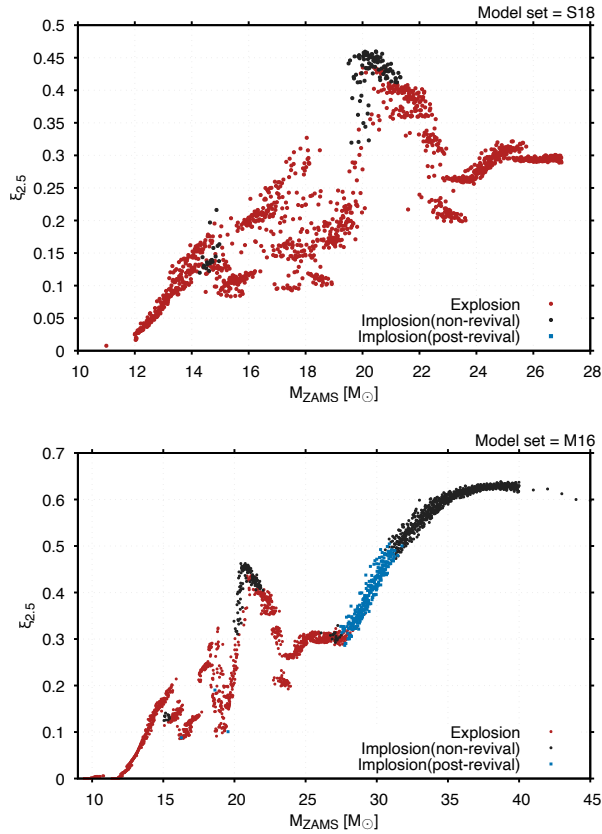 Model set = S18
0.5
0.45
0.4
0.35
0.3
0.25
0.2
0.15
0.1
0.05
0
ξ2.5
Explosion
Implosion(non-revival)
Implosion(post-revival)
10 12 14 16 18 20 22 24 26 28
MZAMS [M⊙]
Model set = M16
0.7
0.6
0.5
0.4
0.3
0.2
0.1
0
ξ2.5
Explosion
Implosion(non-revival)
Implosion(post-revival)
10 15 20 25 30 35 40 45
MZAMS [M⊙]